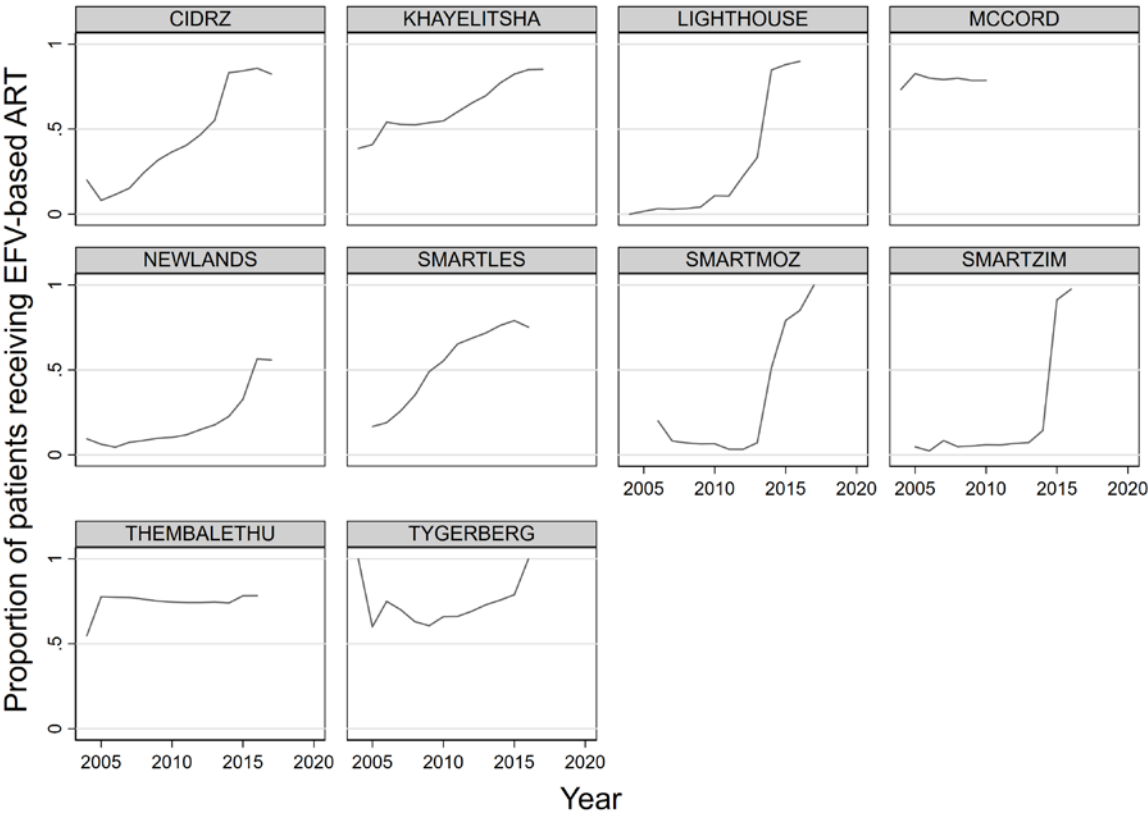 Proportion of patients receiving EFV-based ART
CIDRZ
KHAYELITSHA
LIGHTHOUSE
MCCORD
1
.5
0
NEWLANDS
SMARTLES
SMARTMOZ
SMARTZIM
1
.5
0
2005 2010 2015 2020
2005 2010 2015 2020
THEMBALETHU
TYGERBERG
1
.5
0
2005 2010 2015 2020
2005 2010 2015 2020
Year